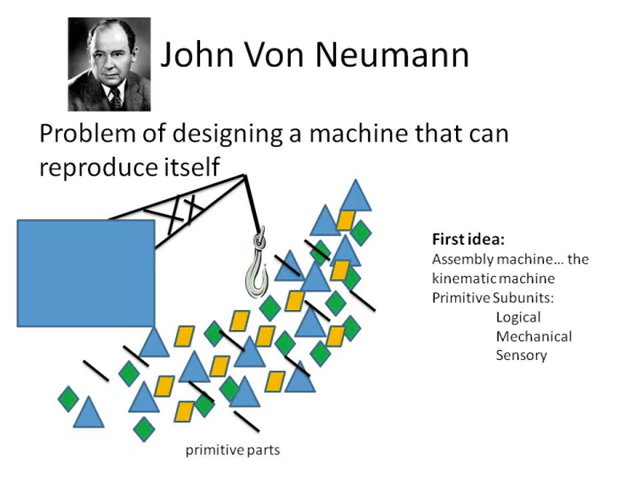 John Von Neumann
Problem of designing a machine that can
reproduce itself
First idea:
Assembly machine... the
kinematic machine
Primitive Subunits:
Logical
Mechanical
Sensory
primitive parts